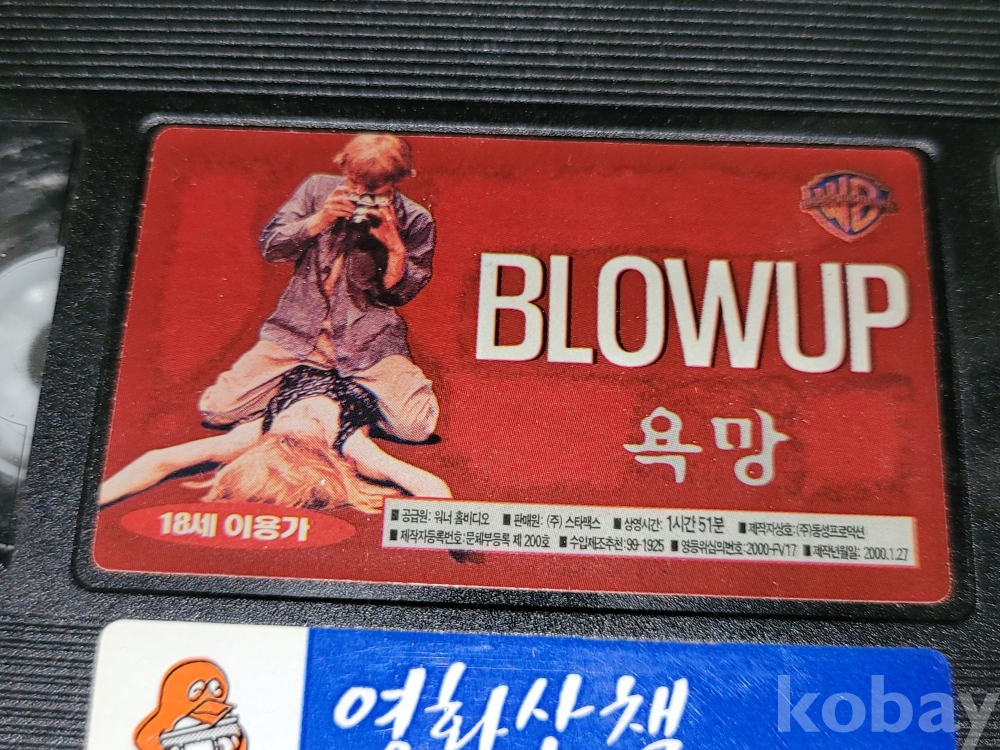 WB
BLOWUP
욕망
18세 이용가
■ 공급원: 워너 홈비디오 ■ 판매원: (주) 스타맥스 ■ 상영시간: 1시간 51분 ■ 제작자상호: (주)동성프로덕션
■ 제작자등록번호: 문체부등록 제 200호 ■ 수입제조추천: 99-1925 ■ 영등위심의번호: 2000-FV17 ■ 제작년월일: 2000.1.27
영화산책
kobay